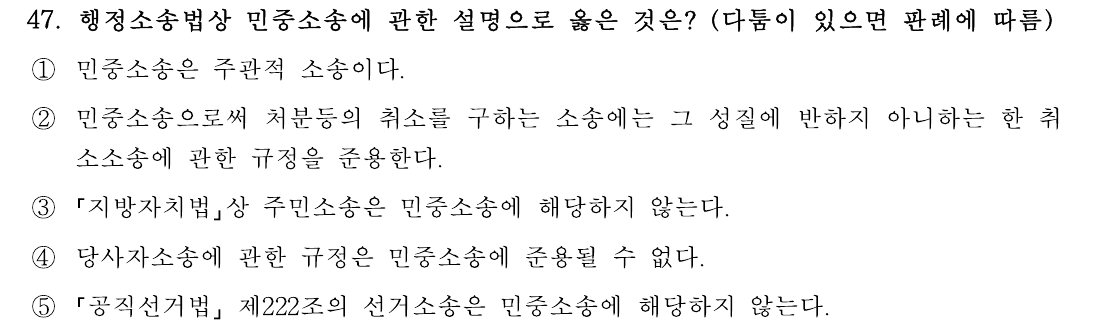 47. 행정소송법상 민중소송에 관한 설명으로 옳은 것은? (다툼이 있으면 판례에 따름)
① 민중소송은 주관적 소송이다.
② 민중소송으로써 처분등의 취소를 구하는 소송에는 그 성질에 반하지 아니하는 한 취
소소송에 관한 규정을 준용한다.
③ 「지방자치법」상 주민소송은 민중소송에 해당하지 않는다.
④ 당사자소송에 관한 규정은 민중소송에 준용될 수 없다.
⑤ 「공직선거법」 제222조의 선거소송은 민중소송에 해당하지 않는다.